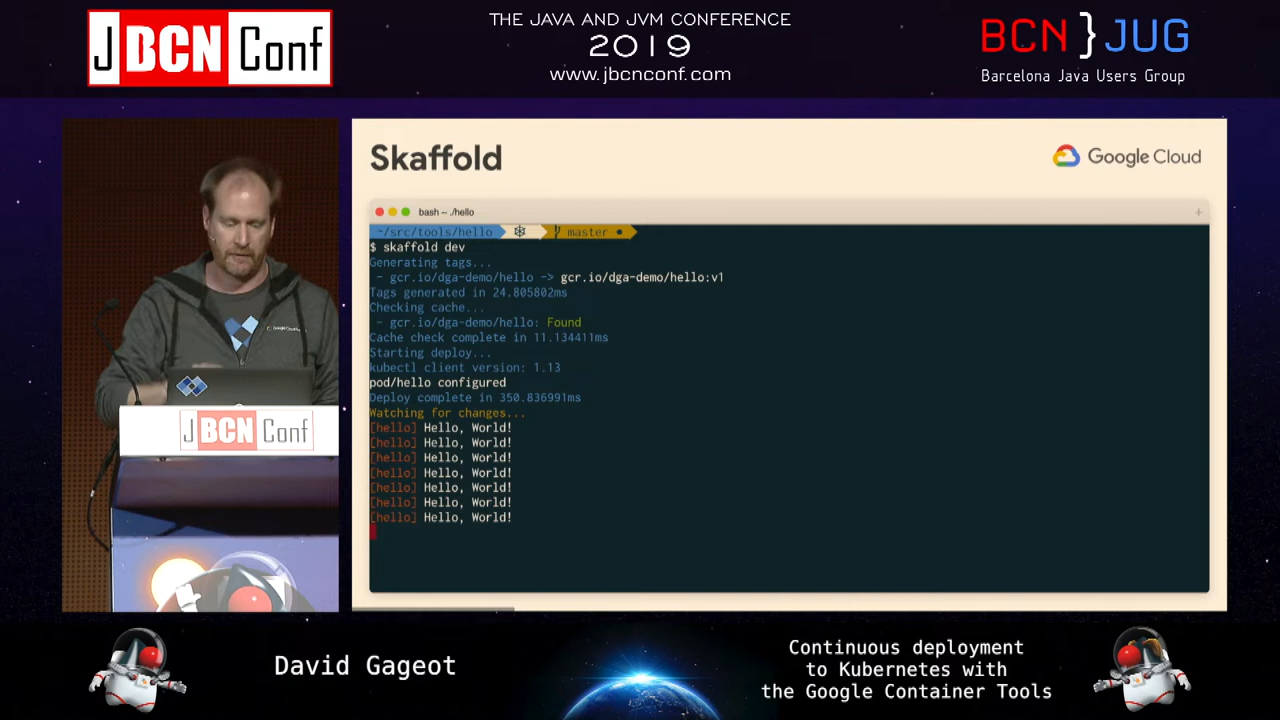 JBCNConf
THE JAVA AND JVM CONFERENCE
2019
www.jbcnconf.com
BCN}JUG
Barcelona Java Users Group
Skaffold
Google Cloud
bash ~ ./hello
~/src/tools/hello
master
$ skaffold dev
Generating tags...
- gcr.io/dga-demo/hello -> gcr.io/dga-demo/hello:v1
Tags generated in 24.805802ms
Checking cache...
- gcr.io/dga-demo/hello: Found
Cache check complete in 11.134411ms
Starting deploy...
kubectl client version: 1.13
pod/hello configured
Deploy complete in 350.836991ms
Watching for changes...
[hello] Hello, World!
[hello] Hello, World!
[hello] Hello, World!
[hello] Hello, World!
[hello] Hello, World!
[hello] Hello, World!
[hello] Hello, World!
JBCNConf
David Gageot
Continuous deployment
to Kubernetes with
the Google Container Tools